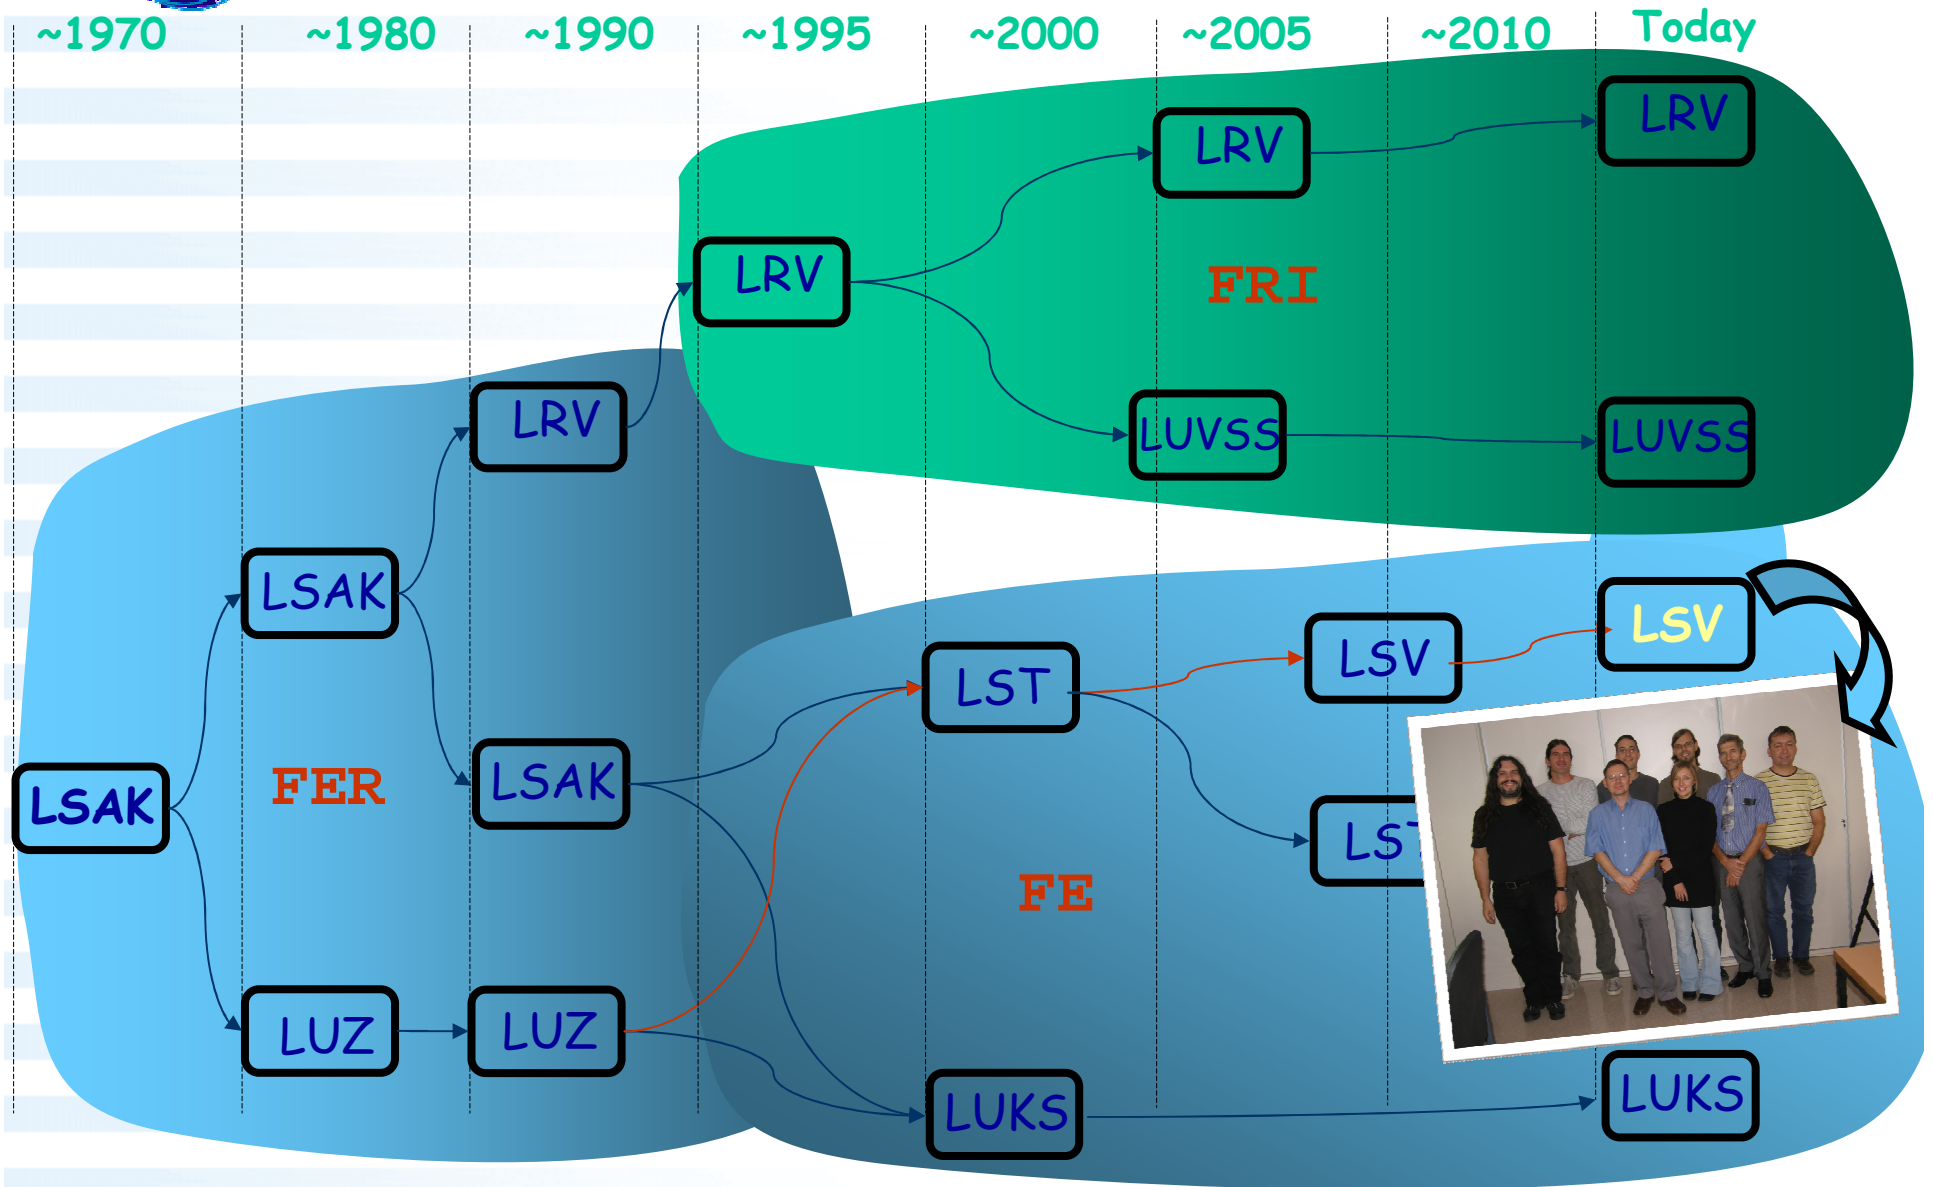 ~1970 ~1980 ~1990 ~1995 ~2000 ~2005 ~2010 Today
LRV
LRV
LRV
FRI
LRV
LUVSS
LUVSS
LSAK
LSV
LSV
LST
LSAK
FER
LSAK
FE
LUZ
LUZ
LUKS
LUKS